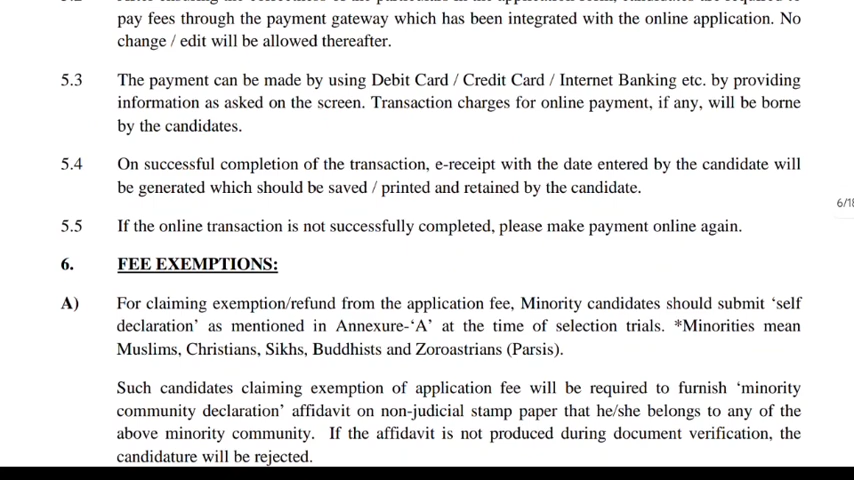 pay fees through the payment gateway which has been integrated with the online application. No
change / edit will be allowed thereafter.
5.3 The payment can be made by using Debit Card / Credit Card / Internet Banking etc. by providing
information as asked on the screen. Transaction charges for online payment, if any, will be borne
by the candidates.
5.4 On successful completion of the transaction, e-receipt with the date entered by the candidate will
be generated which should be saved / printed and retained by the candidate.
6/18
5.5 If the online transaction is not successfully completed, please make payment online again.
6. FEE EXEMPTIONS:
A) For claiming exemption/refund from the application fee, Minority candidates should submit ‘self
declaration’ as mentioned in Annexure-‘A’ at the time of selection trials. *Minorities mean
Muslims, Christians, Sikhs, Buddhists and Zoroastrians (Parsis).
Such candidates claiming exemption of application fee will be required to furnish ‘minority
community declaration’ affidavit on non-judicial stamp paper that he/she belongs to any of the
above minority community. If the affidavit is not produced during document verification, the
candidature will be rejected.